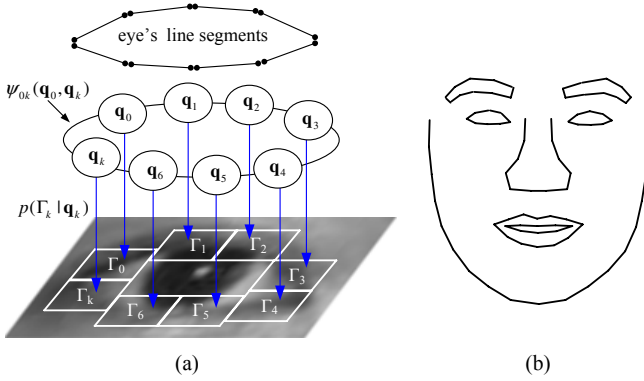 eye's line segments
ψ₀ₖ(q₀,qₖ)
q₀ q₁ q₂ q₃
qₖ q₆ q₅ q₄
p(Γₖ | qₖ)
Γ₀ Γ₁ Γ₂ Γ₃
Γₖ Γ₆ Γ₅ Γ₄
(a) (b)